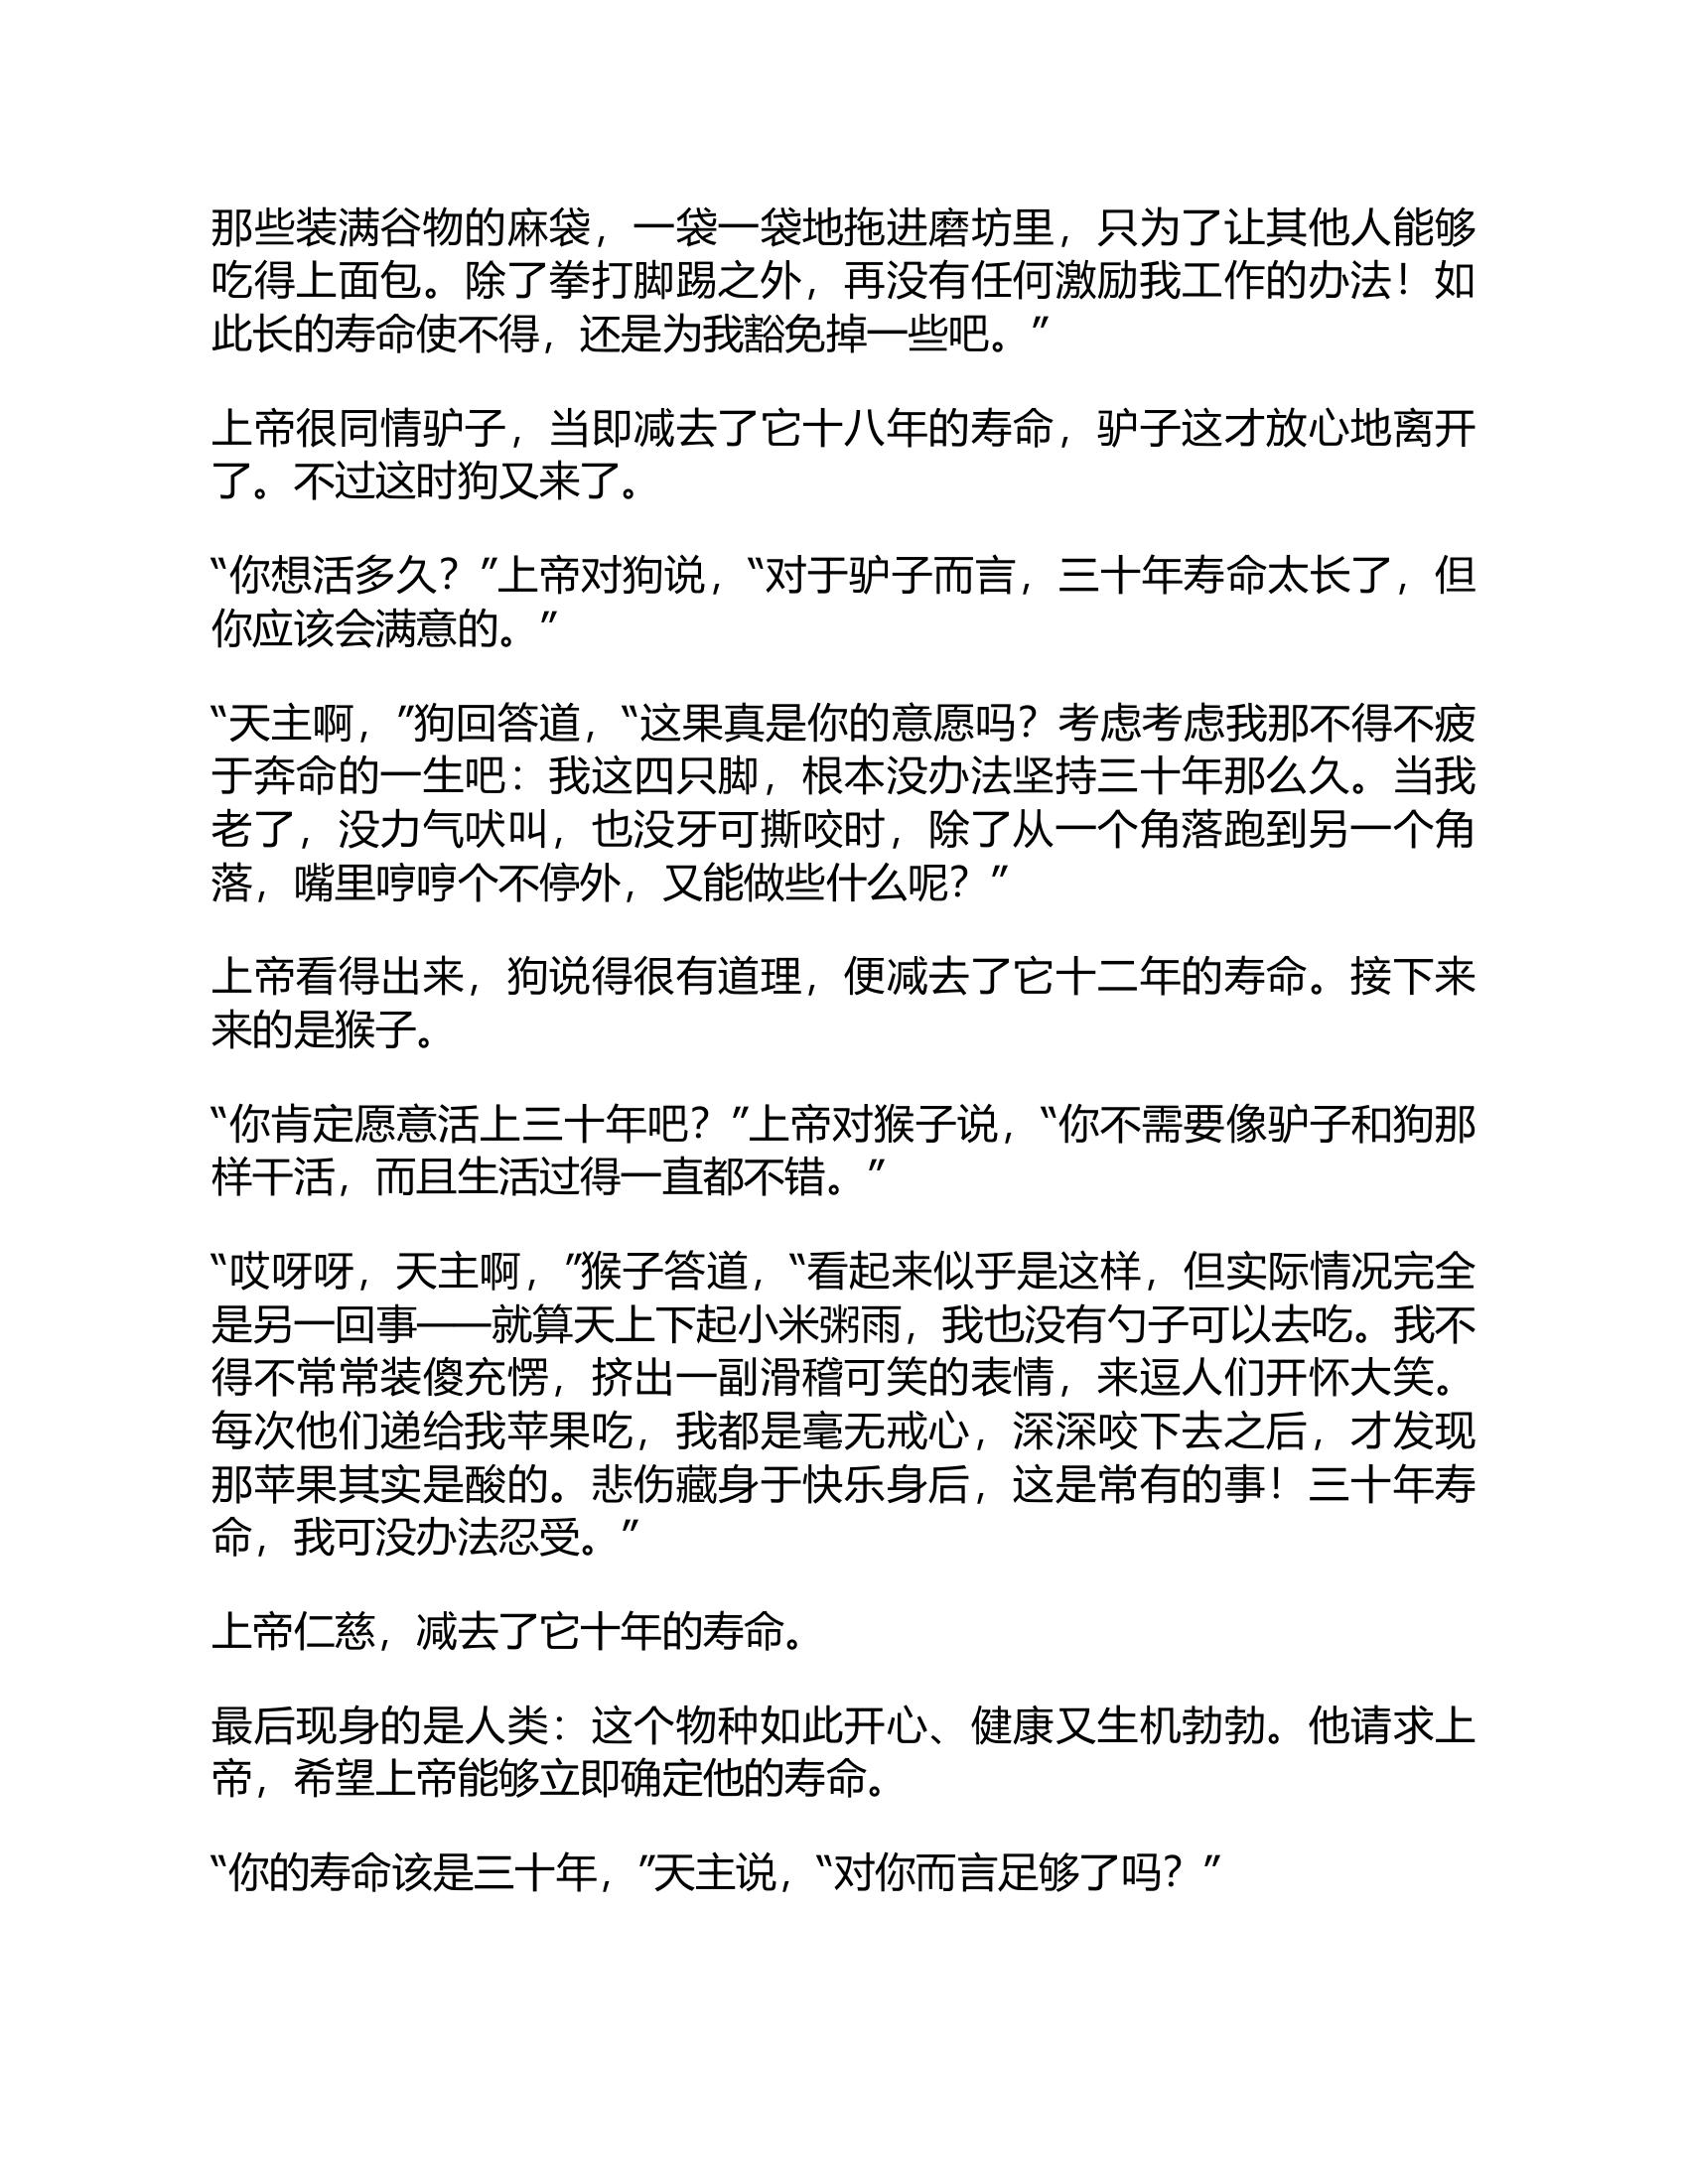 那些装满谷物的麻袋，一袋一袋地拖进磨坊里，只为了让其他人能够
吃得上面包。除了拳打脚踢之外，再没有任何激励我工作的办法！如
此长的寿命使不得，还是为我豁免掉一些吧。”
上帝很同情驴子，当即减去了它十八年的寿命，驴子这才放心地离开
了。不过这时狗又来了。
“你想活多久？”上帝对狗说，“对于驴子而言，三十年寿命太长了，但
你应该会满意的。”
“天主啊，”狗回答道，“这果真是你的意愿吗？考虑考虑我那不得不疲
于奔命的一生吧：我这四只脚，根本没办法坚持三十年那么久。当我
老了，没力气吠叫，也没牙可撕咬时，除了从一个角落跑到另一个角
落，嘴里哼哼个不停外，又能做些什么呢？”
上帝看得出来，狗说得很有道理，便减去了它十二年的寿命。接下来
来的是猴子。
“你肯定愿意活上三十年吧？”上帝对猴子说，“你不需要像驴子和狗那
样干活，而且生活过得一直都不错。”
“哎呀呀，天主啊，”猴子答道，“看起来似乎是这样，但实际情况完全
是另一回事——就算天上下起小米粥雨，我也没有勺子可以去吃。我不
得不常常装傻充愣，挤出一副滑稽可笑的表情，来逗人们开怀大笑。
每次他们递给我苹果吃，我都是毫无戒心，深深咬下去之后，才发现
那苹果其实是酸的。悲伤藏身于快乐身后，这是常有的事！三十年寿
命，我可没办法忍受。”
上帝仁慈，减去了它十年的寿命。
最后现身的是人类：这个物种如此开心、健康又生机勃勃。他请求上
帝，希望上帝能够立即确定他的寿命。
“你的寿命该是三十年，”天主说，“对你而言足够了吗？”